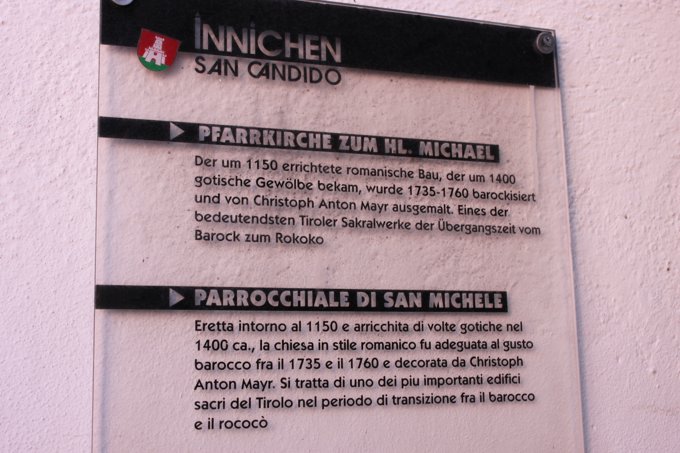 INNICHEN
SAN CANDIDO
PFARRKIRCHE ZUM HL. MICHAEL
Der um 1150 errichtete romanische Bau, der um 1400
gotische Gewölbe bekam, wurde 1735-1760 barockisiert
und von Christoph Anton Mayr ausgemalt. Eines der
bedeutendsten Tiroler Sakralwerke der Übergangszeit vom
Barock zum Rokoko
PARROCCHIALE DI SAN MICHELE
Eretta intorno al 1150 e arricchita di volte gotiche nel
1400 ca., la chiesa in stile romanico fu adeguata al gusto
barocco fra il 1735 e il 1760 e decorata da Christoph
Anton Mayr. Si tratta di uno dei piu importanti edifici
sacri del Tirolo nel periodo di transizione fra il barocco
e il rococò